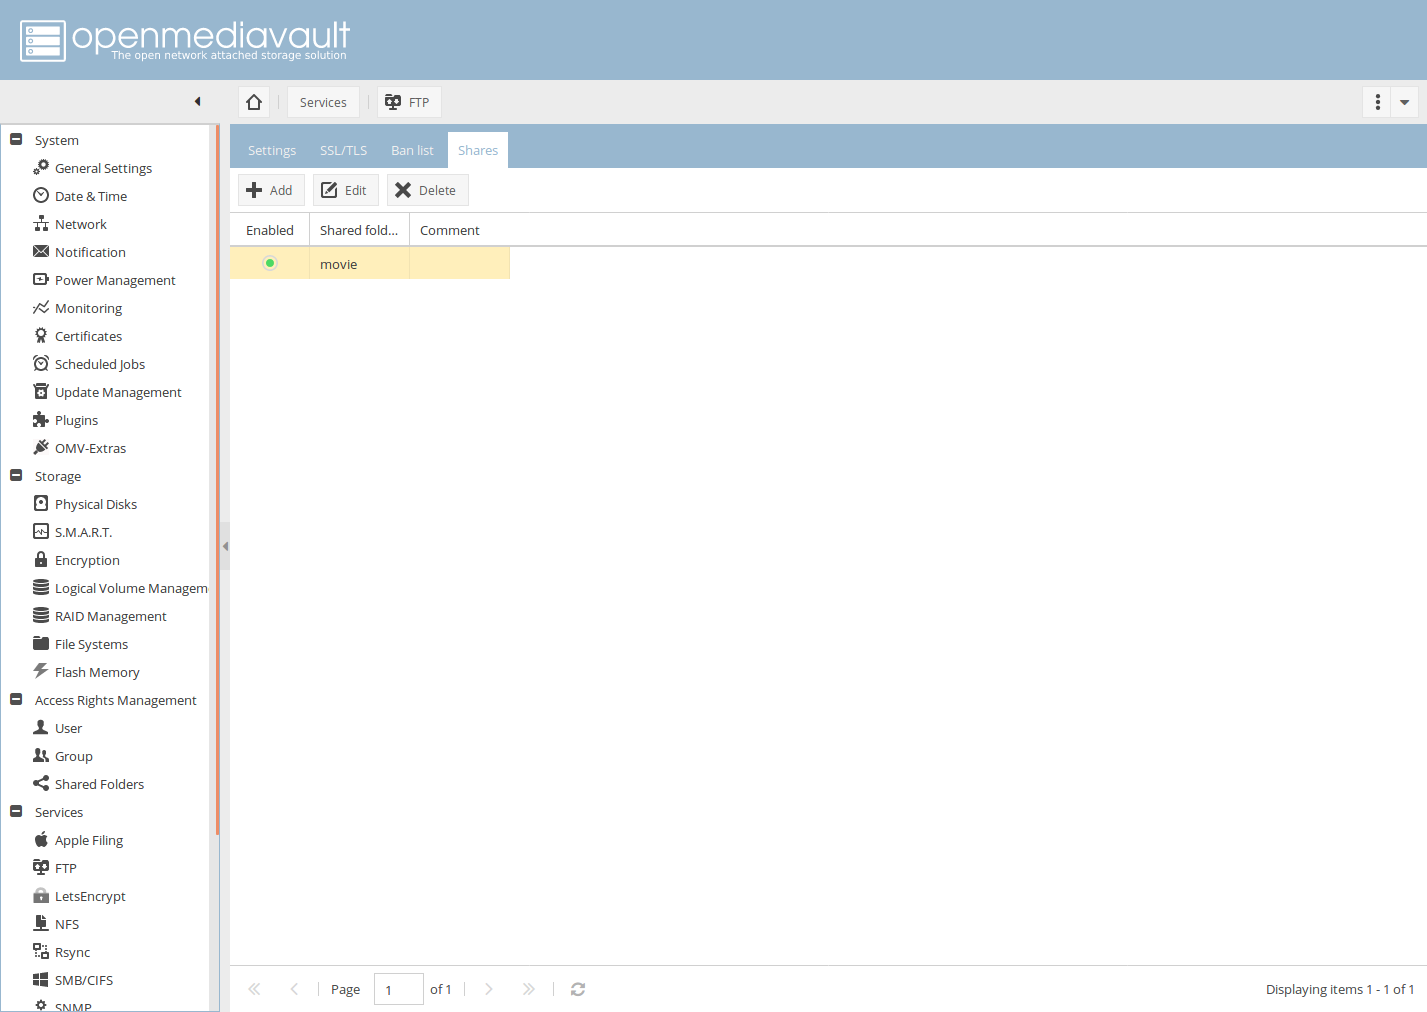 openmediavault
The open network attached storage solution
Services
FTP
Settings
SSL/TLS
Ban list
Shares
Add
Edit
Delete
Enabled
Shared fold...
Comment
movie
System
General Settings
Date & Time
Network
Notification
Power Management
Monitoring
Certificates
Scheduled Jobs
Update Management
Plugins
OMV-Extras
Storage
Physical Disks
S.M.A.R.T.
Encryption
Logical Volume Managem
RAID Management
File Systems
Flash Memory
Access Rights Management
User
Group
Shared Folders
Services
Apple Filing
FTP
LetsEncrypt
NFS
Rsync
SMB/CIFS
SNMP
Page 1 of 1
Displaying items 1 - 1 of 1